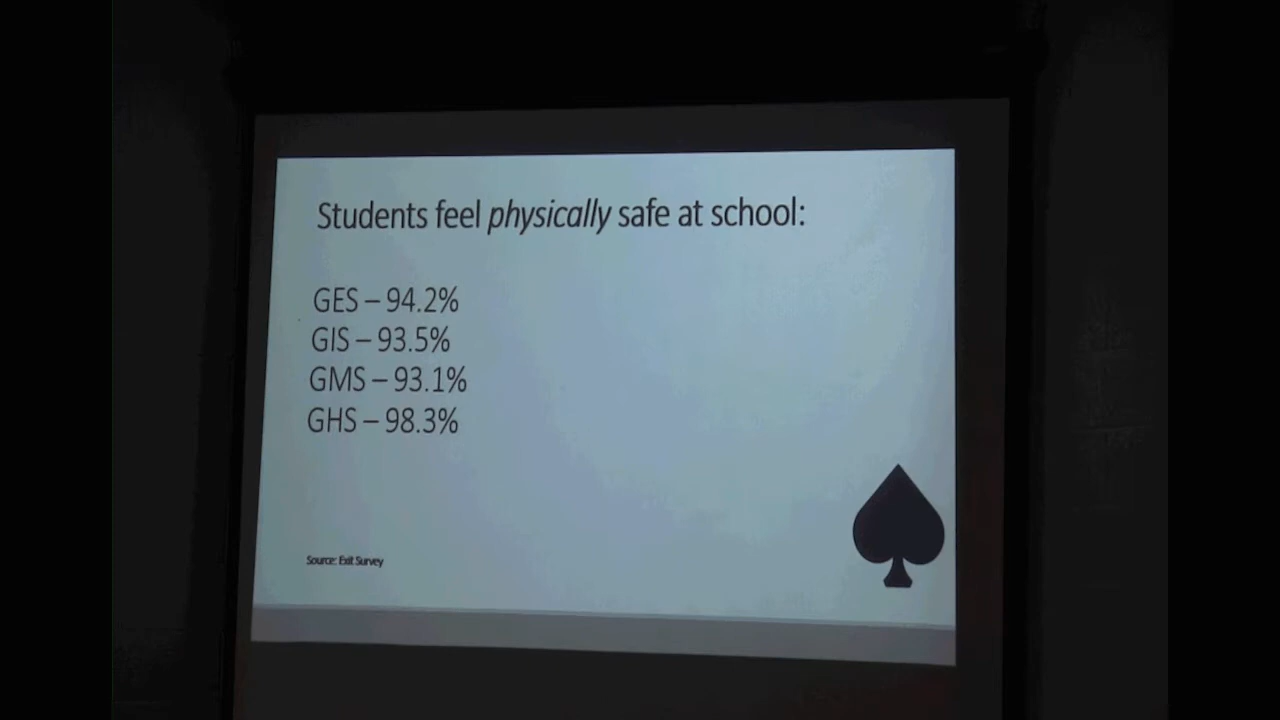 Students feel physically safe at school:
GES – 94.2%
GIS – 93.5%
GMS – 93.1%
GHS – 98.3%
Source: Exit Survey